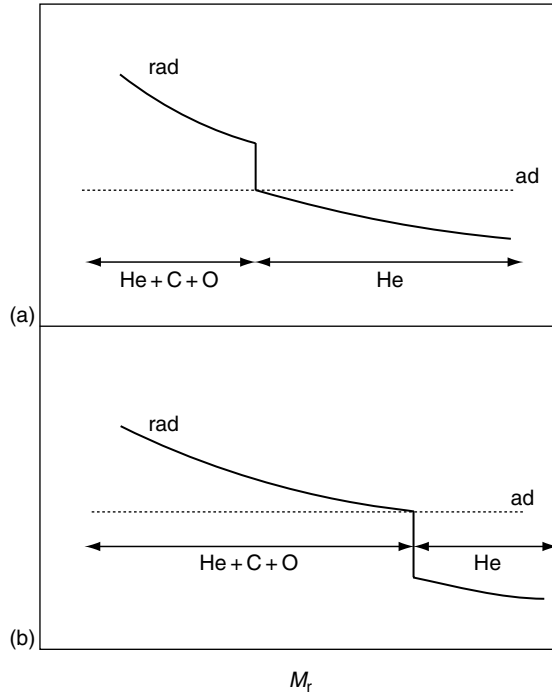 rad
ad
He + C + O
He
(a)
rad
ad
He + C + O
He
(b)
Mr